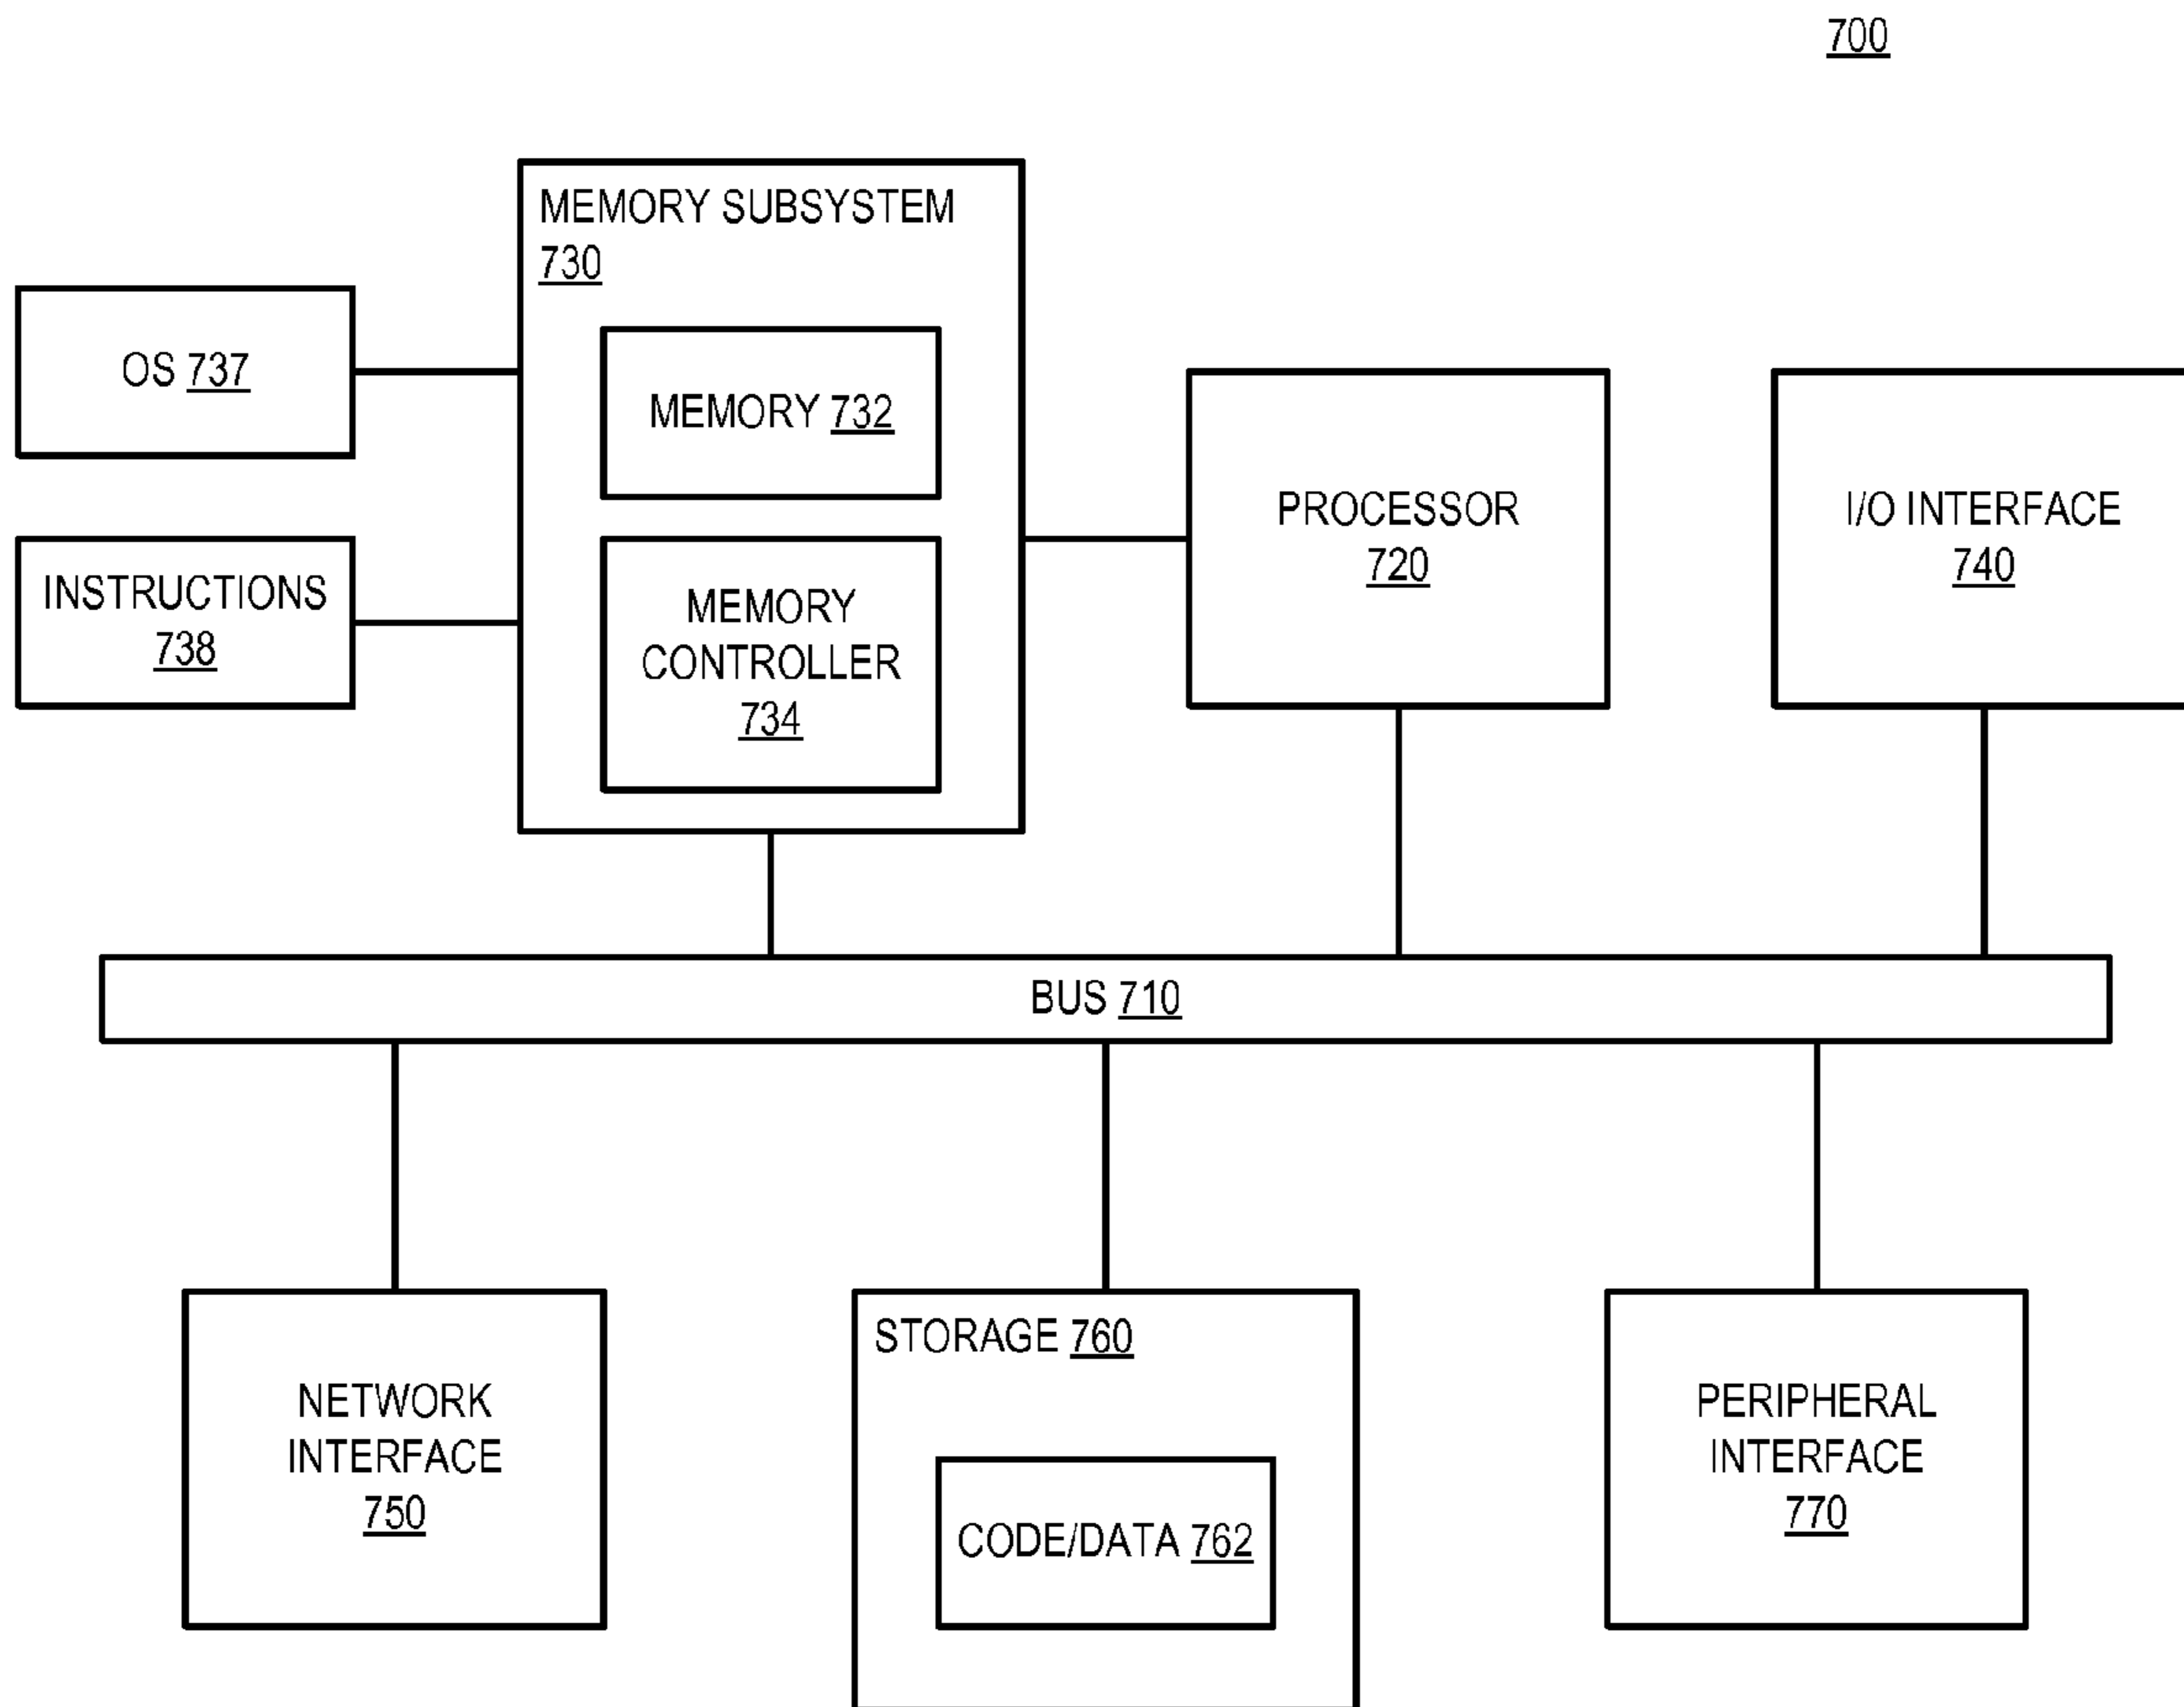 700
MEMORY SUBSYSTEM
730
OS 737
MEMORY 732
INSTRUCTIONS
738
MEMORY
CONTROLLER
734
PROCESSOR
720
I/O INTERFACE
740
BUS 710
NETWORK
INTERFACE
750
STORAGE 760
CODE/DATA 762
PERIPHERAL
INTERFACE
770